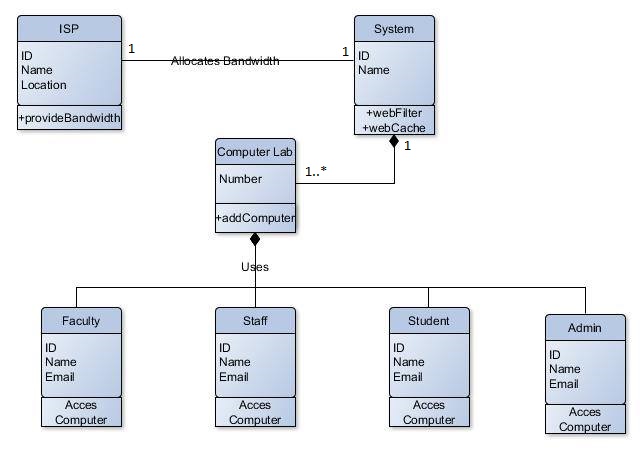 ISP
ID
Name
Location
+provideBandwidth
1
Allocates Bandwidth
1
System
ID
Name
+webFilter
+webCache
1
Computer Lab
Number
+addComputer
1..*
Uses
Faculty
ID
Name
Email
Acces
Computer
Staff
ID
Name
Email
Acces
Computer
Student
ID
Name
Email
Acces
Computer
Admin
ID
Name
Email
Acces
Computer